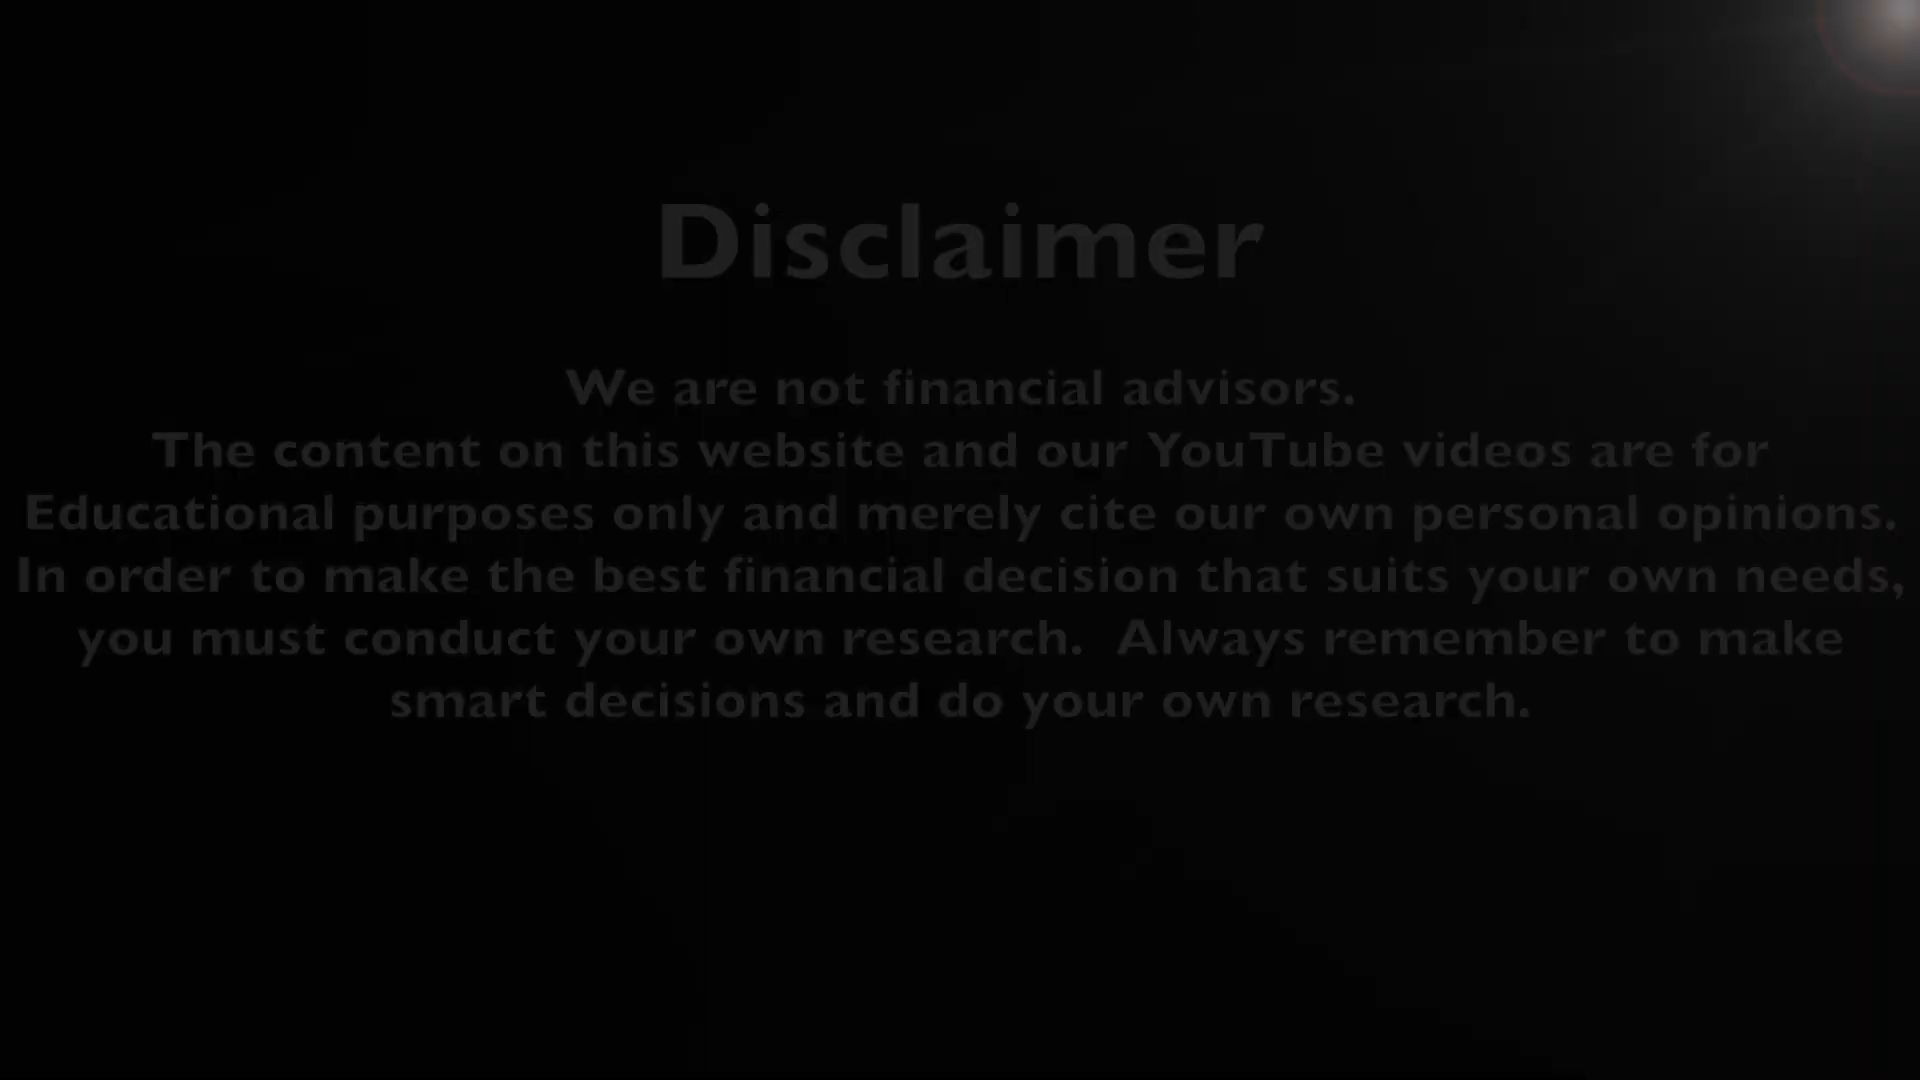 Disclaimer
We are not financial advisors.
The content on this website and our YouTube videos are for
Educational purposes only and merely cite our own personal opinions.
In order to make the best financial decision that suits your own needs,
you must conduct your own research.  Always remember to make
smart decisions and do your own research.